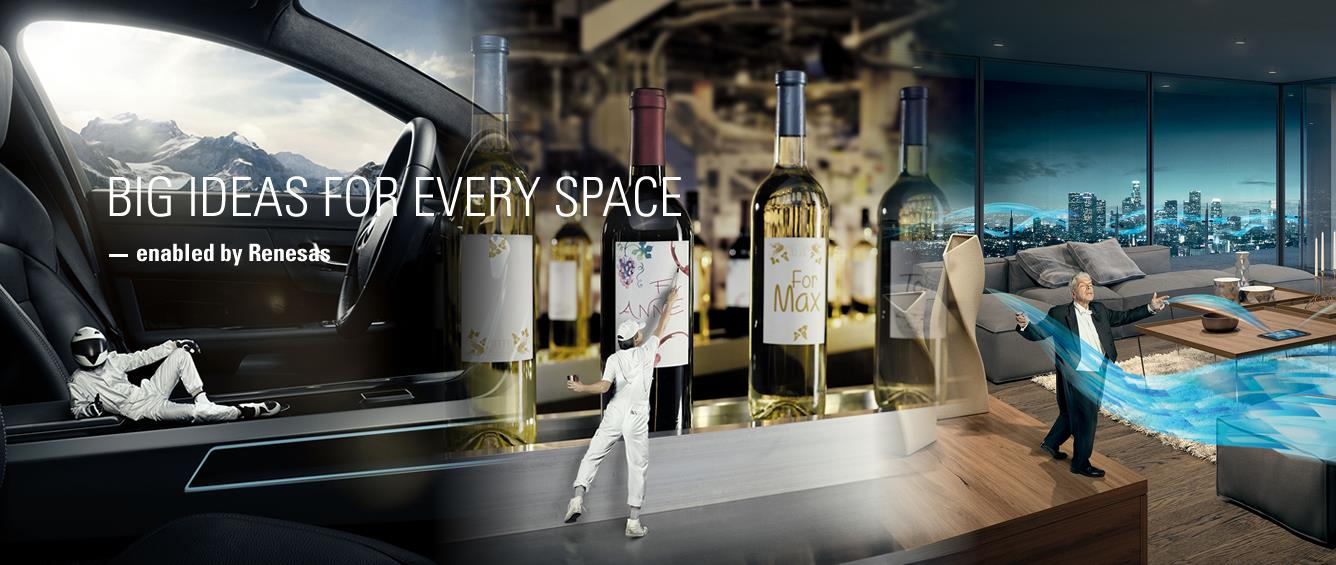 BIG IDEAS FOR EVERY SPACE
— enabled by Renesas
For
ANNE
For
Max